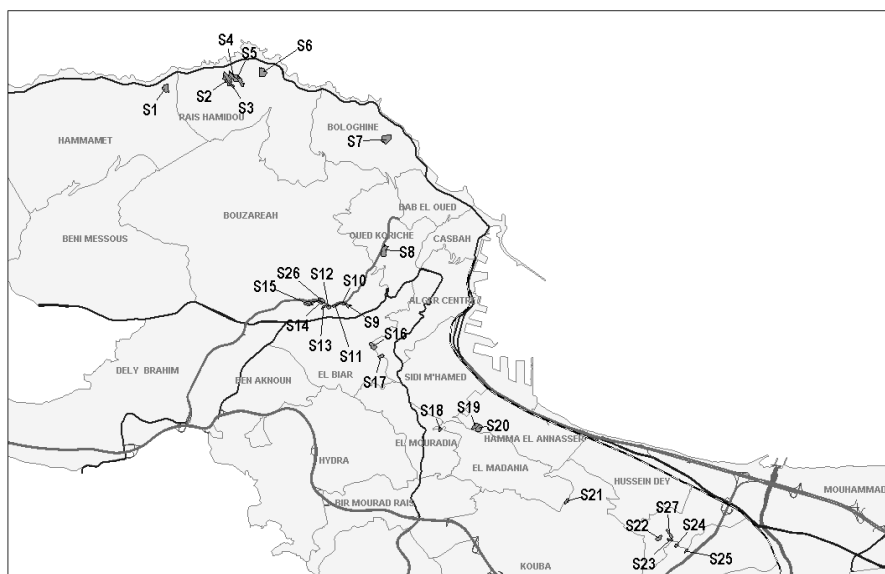 S4
S5
S6
S1
S2
S3
RAIS HAMIDOU
HAMMAMET
BOLOGHINE
S7
BAB EL OUED
BOUZAREAH
OUED KORICHE
CASBAH
BENI MESSOUS
S8
S26
S12
S10
S15
ALGER CENTRE
S14
S9
S13
S11
S16
S17
DELY BRAHIM
BEN AKNOUN
EL BIAR
SIDI M'HAMED
S18
S19
S20
EL MOURADIA
HAMMA EL ANNASSER
HYDRA
EL MADANIA
HUSSEIN DEY
MOUHAMMAD
BIR MOURAD RAIS
S21
S27
S22
S24
S23
S25
KOUBA